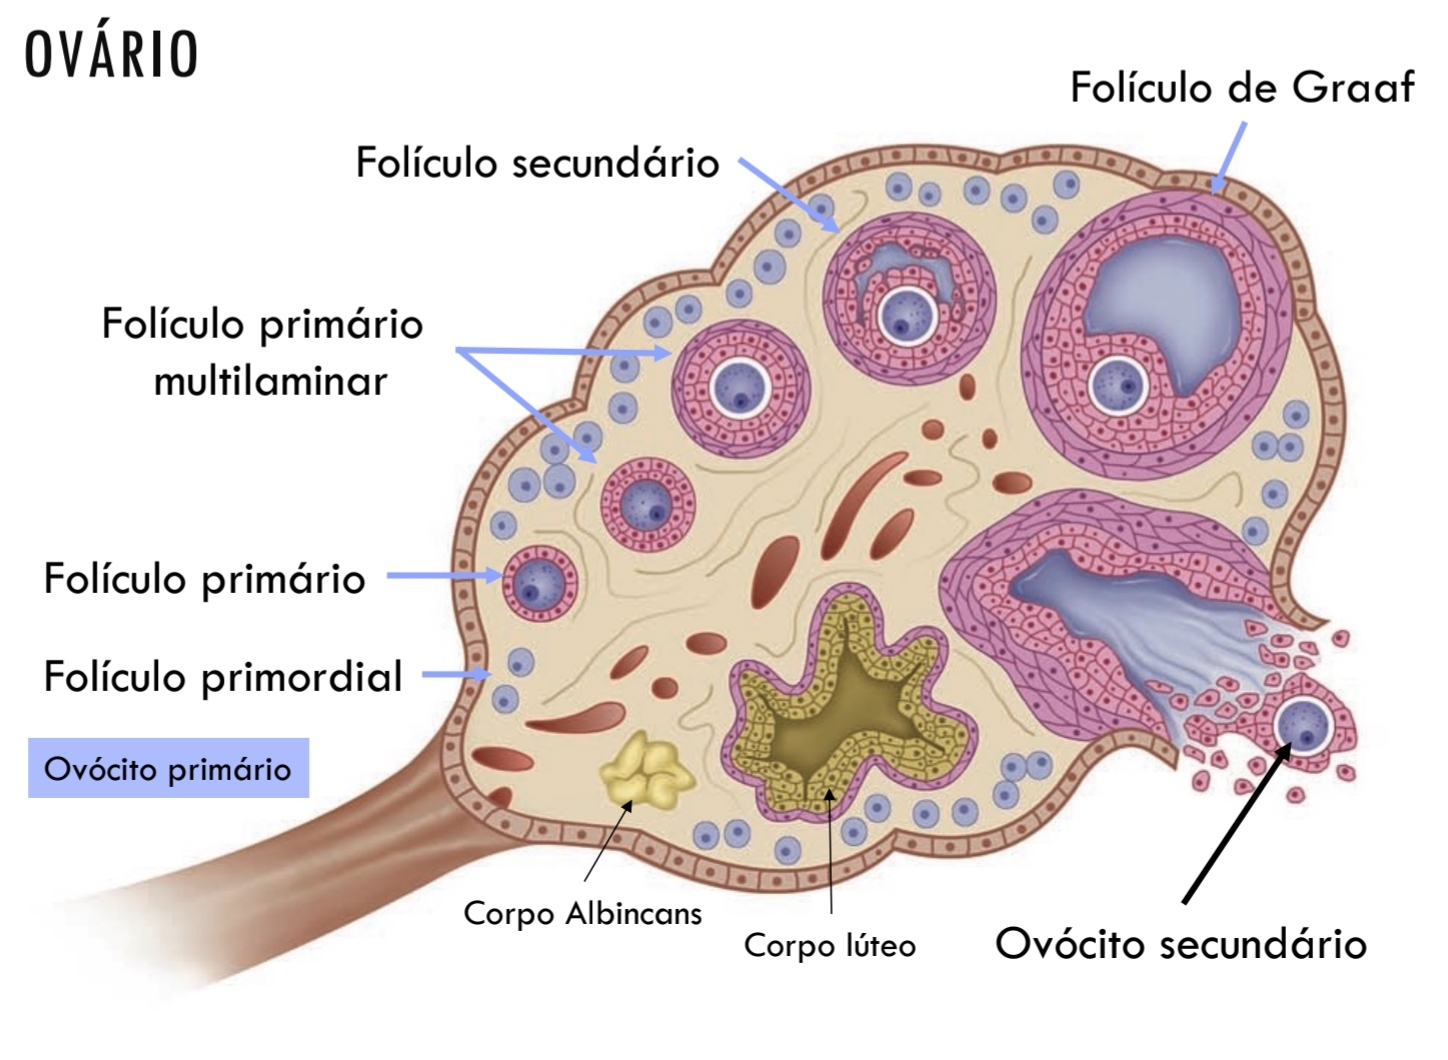 OVÁRIO
Folículo de Graaf
Folículo secundário
Folículo primário
multilaminar
Folículo primário
Folículo primordial
Ovócito primário
Corpo Albincans
Corpo lúteo
Ovócito secundário